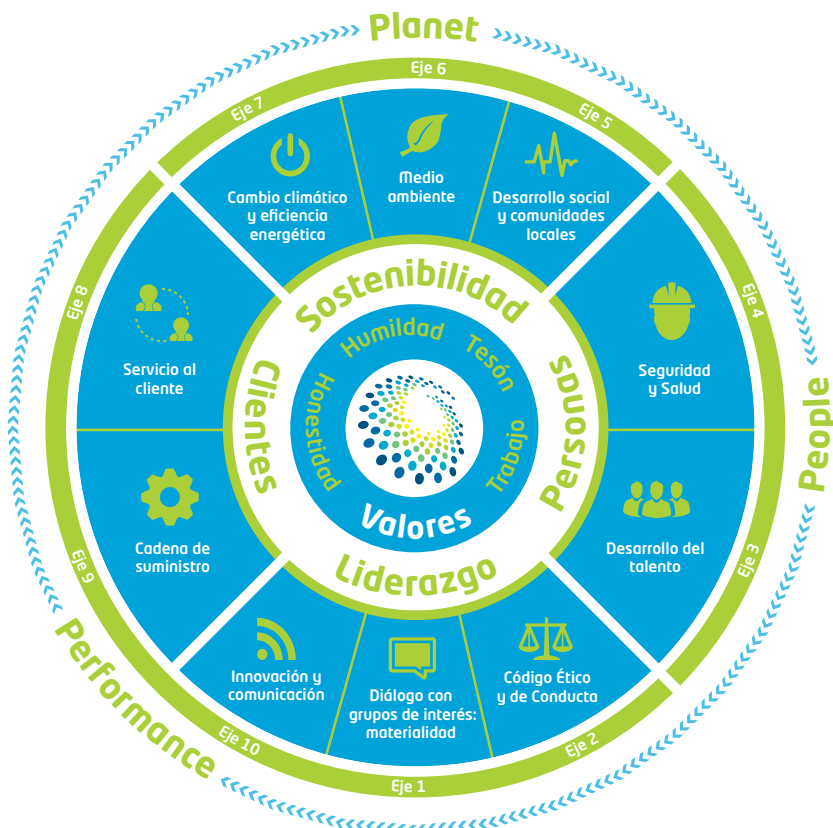 Planet
Eje 6
Eje 7
Eje 5
Cambio climático
y eficiencia
energética
Medio
ambiente
Desarrollo social
y comunidades
locales
Eje 8
Servicio al
cliente
Eje 4
Seguridad
y Salud
Sostenibilidad
Clientes
Personas
Liderazgo
Honestidad
Humildad
Tesón
Trabajo
Valores
People
Cadena de
suministro
Eje 9
Desarrollo del
talento
Eje 3
Performance
Innovación y
comunicación
Eje 10
Diálogo con
grupos de interés:
materialidad
Eje 1
Código Ético
y de Conducta
Eje 2